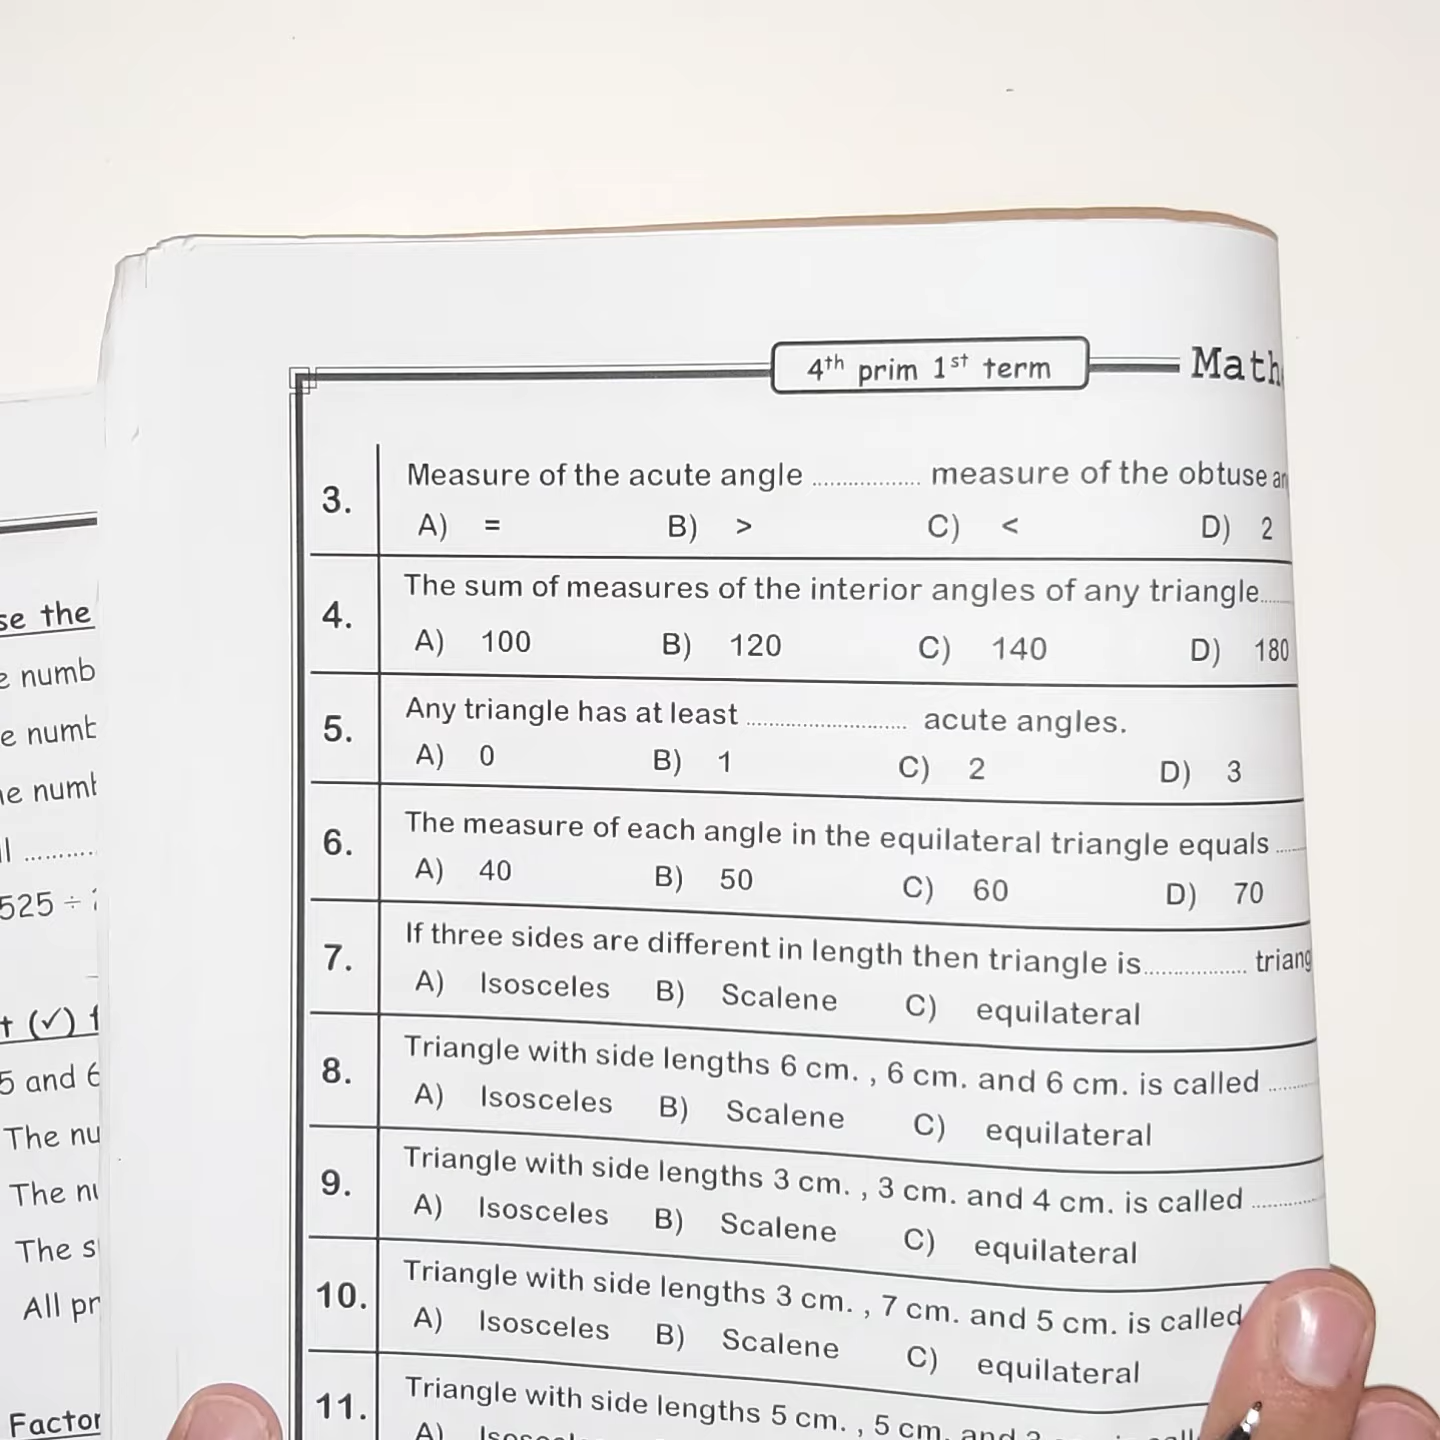 4th prim 1st term
Math
3. Measure of the acute angle ................. measure of the obtuse
A) = B) > C) < D) 2
4. The sum of measures of the interior angles of any triangle......
A) 100 B) 120 C) 140 D) 180
5. Any triangle has at least ......................... acute angles.
A) 0 B) 1 C) 2 D) 3
6. The measure of each angle in the equilateral triangle equals .....
A) 40 B) 50 C) 60 D) 70
7. If three sides are different in length then triangle is................ triang
A) Isosceles B) Scalene C) equilateral
8. Triangle with side lengths 6 cm. , 6 cm. and 6 cm. is called ........
A) Isosceles B) Scalene C) equilateral
9. Triangle with side lengths 3 cm. , 3 cm. and 4 cm. is called ...........
A) Isosceles B) Scalene C) equilateral
10. Triangle with side lengths 3 cm. , 7 cm. and 5 cm. is called
A) Isosceles B) Scalene C) equilateral
11. Triangle with side lengths 5 cm. , 5 cm. and
A)
se the
e numb
e numb
ne numb
............
525 ÷
t (✓) f
5 and 6
The nu
The nu
The s
All pr
Factor